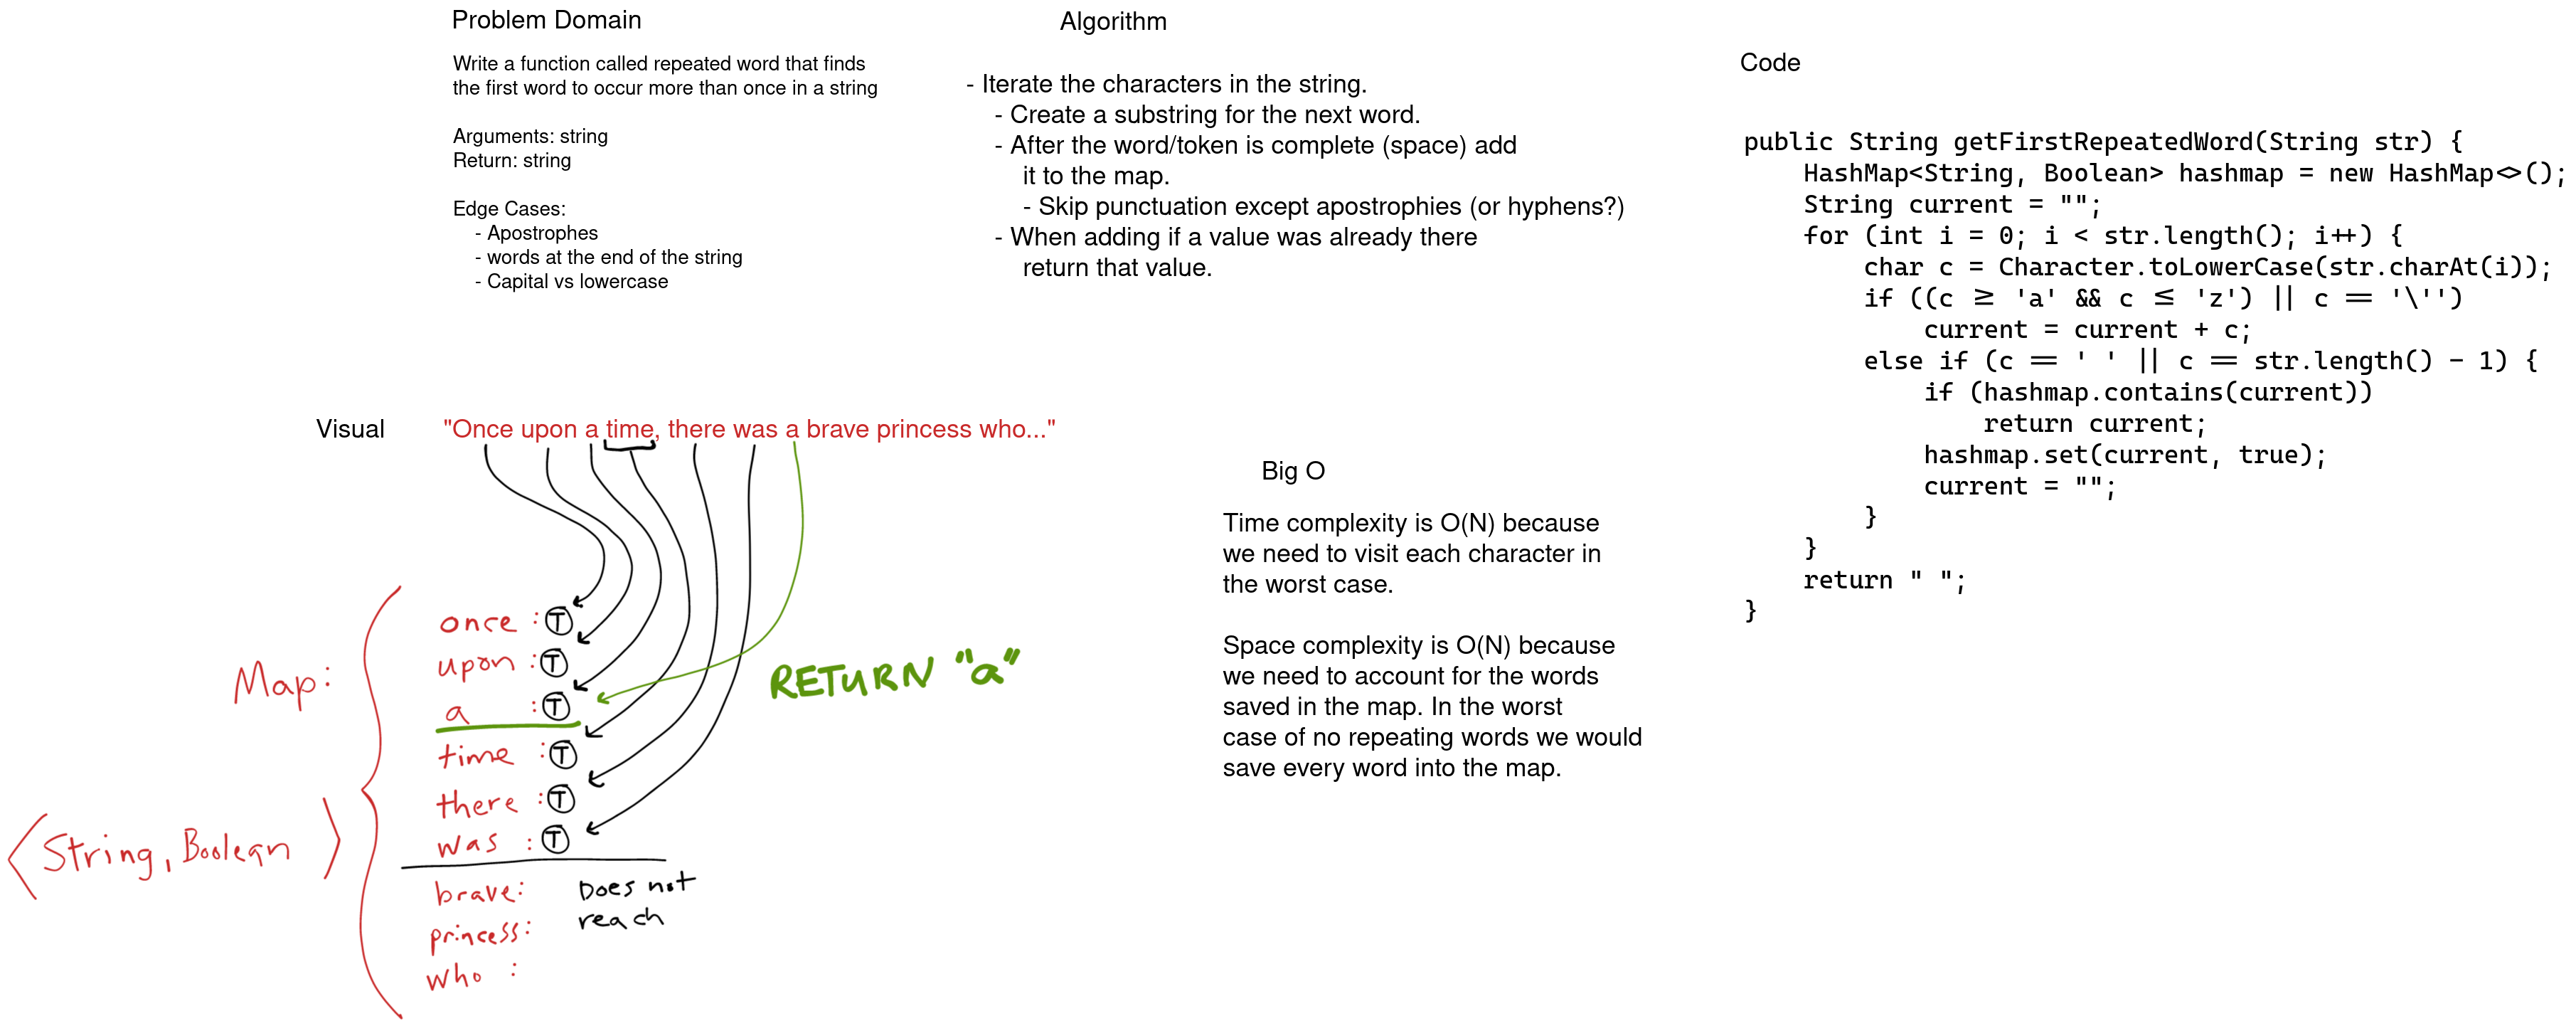 Problem Domain
Write a function called repeated word that finds
the first word to occur more than once in a string
Arguments: string
Return: string
Edge Cases:
- Apostrophes
- words at the end of the string
- Capital vs lowercase
Algorithm
- Iterate the characters in the string.
- Create a substring for the next word.
- After the word/token is complete (space) add
it to the map.
- Skip punctuation except apostrophies (or hyphens?)
- When adding if a value was already there
return that value.
Code
public String getFirstRepeatedWord(String str) {
HashMap<String, Boolean> hashmap = new HashMap<>();
String current = "";
for (int i = 0; i < str.length(); i++) {
char c = Character.toLowerCase(str.charAt(i));
if ((c ≥ 'a' && c ≤ 'z') || c == '\'')
current = current + c;
else if (c == ' ' || c == str.length() - 1) {
if (hashmap.contains(current))
return current;
hashmap.set(current, true);
current = "";
}
}
return " ";
}
Visual
"Once upon a time, there was a brave princess who..."
Map:
<String, Boolean >
once : T
upon : T
a : T
time : T
there : T
was : T
brave:
princess:
who :
Does not
reach
RETURN "a"
Big O
Time complexity is O(N) because
we need to visit each character in
the worst case.
Space complexity is O(N) because
we need to account for the words
saved in the map. In the worst
case of no repeating words we would
save every word into the map.